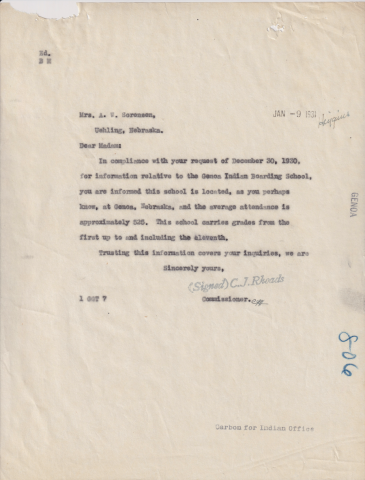 Ed.
B H
Mrs. A. W. Sorensen,
JAN -9 1931
Higgins
Uehling, Nebraska.
Dear Madam:
In compliance with your request of December 30, 1930,
for information relative to the Genoa Indian Boarding School,
you are informed this school is located, as you perhaps
know, at Genoa, Nebraska, and the average attendance is
approximately 525. This school carries grades from the
first up to and including the eleventh.
Trusting this information covers your inquiries, we are
Sincerely yours,
(Signed) C. J. Rhoads
1 GHT 7
Commissioner.
GENOA
806
Carbon for Indian Office